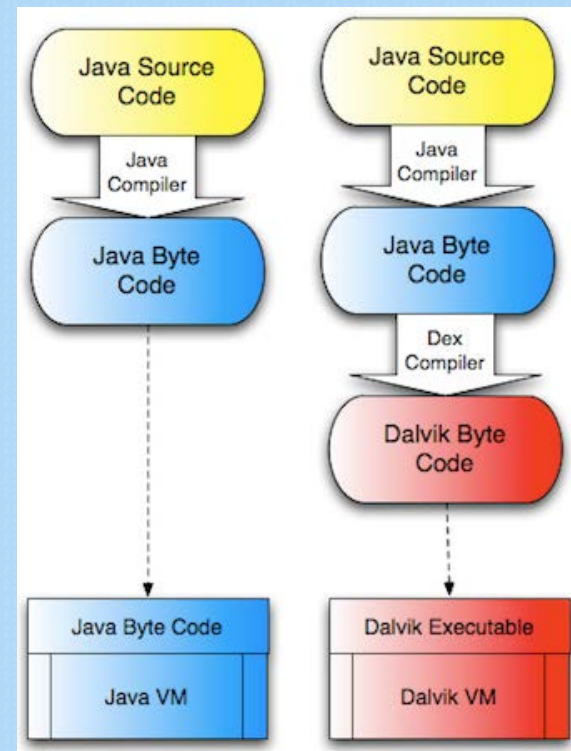 Java Source
Code
Java
Compiler
Java Byte
Code
Java Byte Code
Java VM
Java Source
Code
Java
Compiler
Java Byte
Code
Dex
Compiler
Dalvik Byte
Code
Dalvik Executable
Dalvik VM